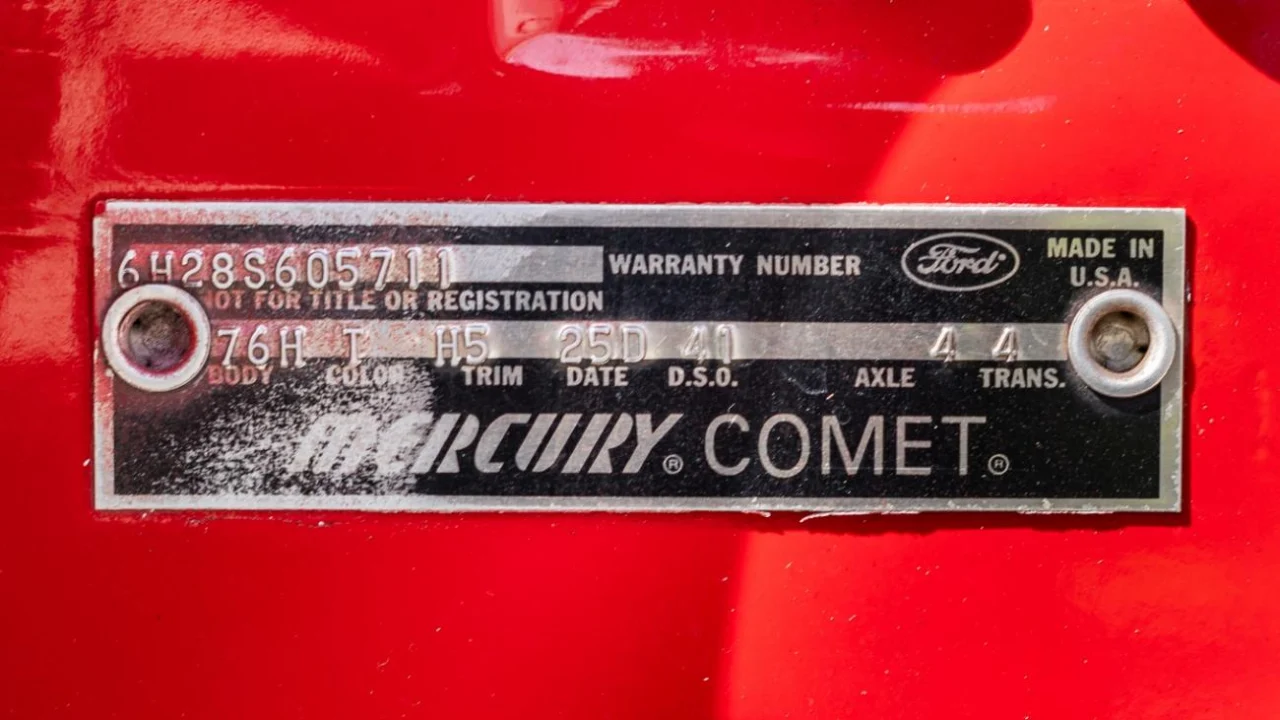 6H28S605711 WARRANTY NUMBER Ford MADE IN
U.S.A.
NOT FOR TITLE OR REGISTRATION
76H T H5 25D 41 4 4
BODY COLOR TRIM DATE D.S.O. AXLE TRANS.
MERCURY® COMET®